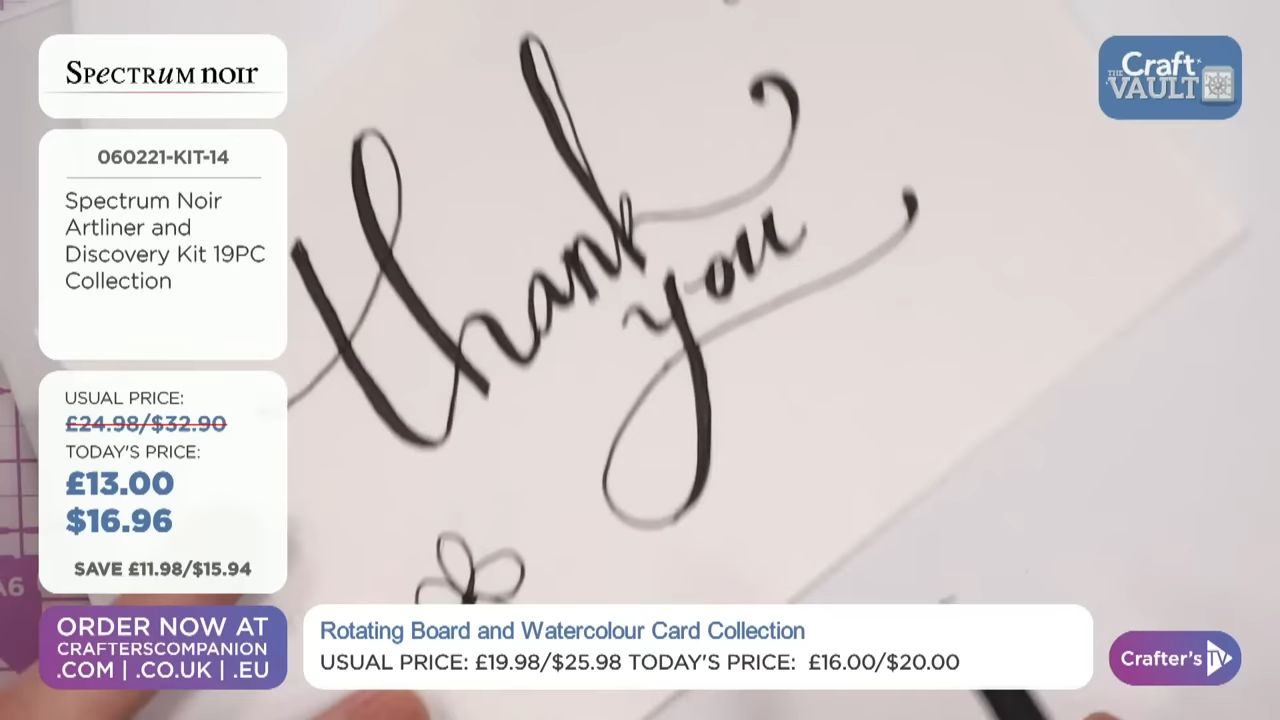 SPECTRUM NOIR
060221-KIT-14
Spectrum Noir
Artliner and
Discovery Kit 19PC
Collection
USUAL PRICE:
£24.98/$32.90
TODAY'S PRICE:
£13.00
$16.96
SAVE £11.98/$15.94
ORDER NOW AT
CRAFTERSCOMPANION
.COM | .CO.UK | .EU
thank
you
THE Craft
VAULT
Rotating Board and Watercolour Card Collection
USUAL PRICE: £19.98/$25.98 TODAY'S PRICE: £16.00/$20.00
Crafter's TV
A6